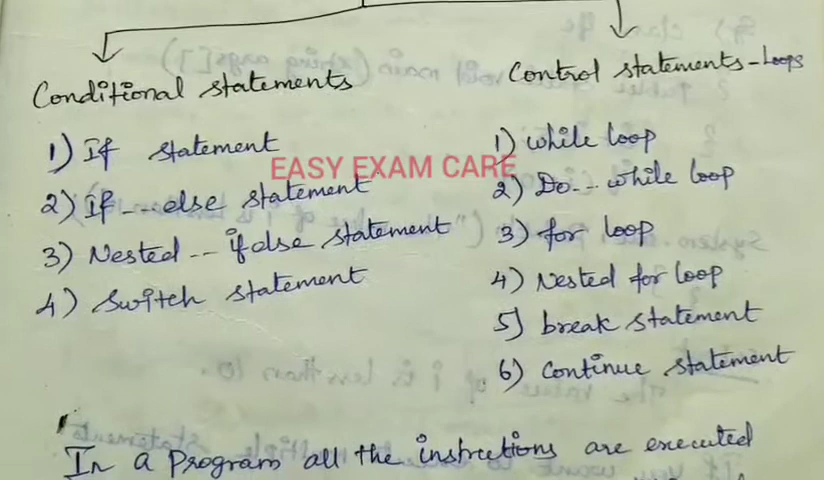 Conditional statements
1) If statement
2) If...else statement
3) Nested...ifelse statement
4) Switch statement
Control statements-Loops
1) while loop
2) Do...while loop
3) for loop
4) Nested for loop
5) break statement
6) Continue statement
EASY EXAM CARE
In a Program all the instructions are executed